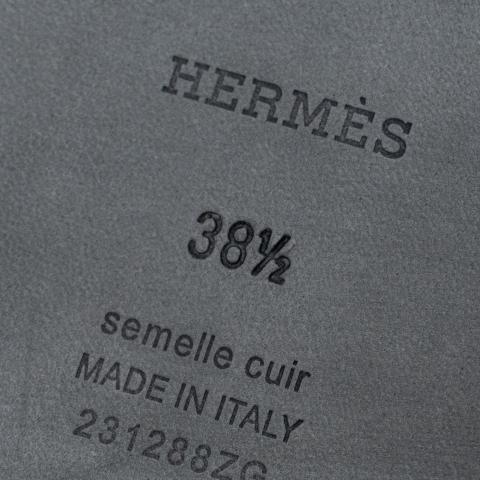 HERMÈS
38½
semelle cuir
MADE IN ITALY
231288ZG